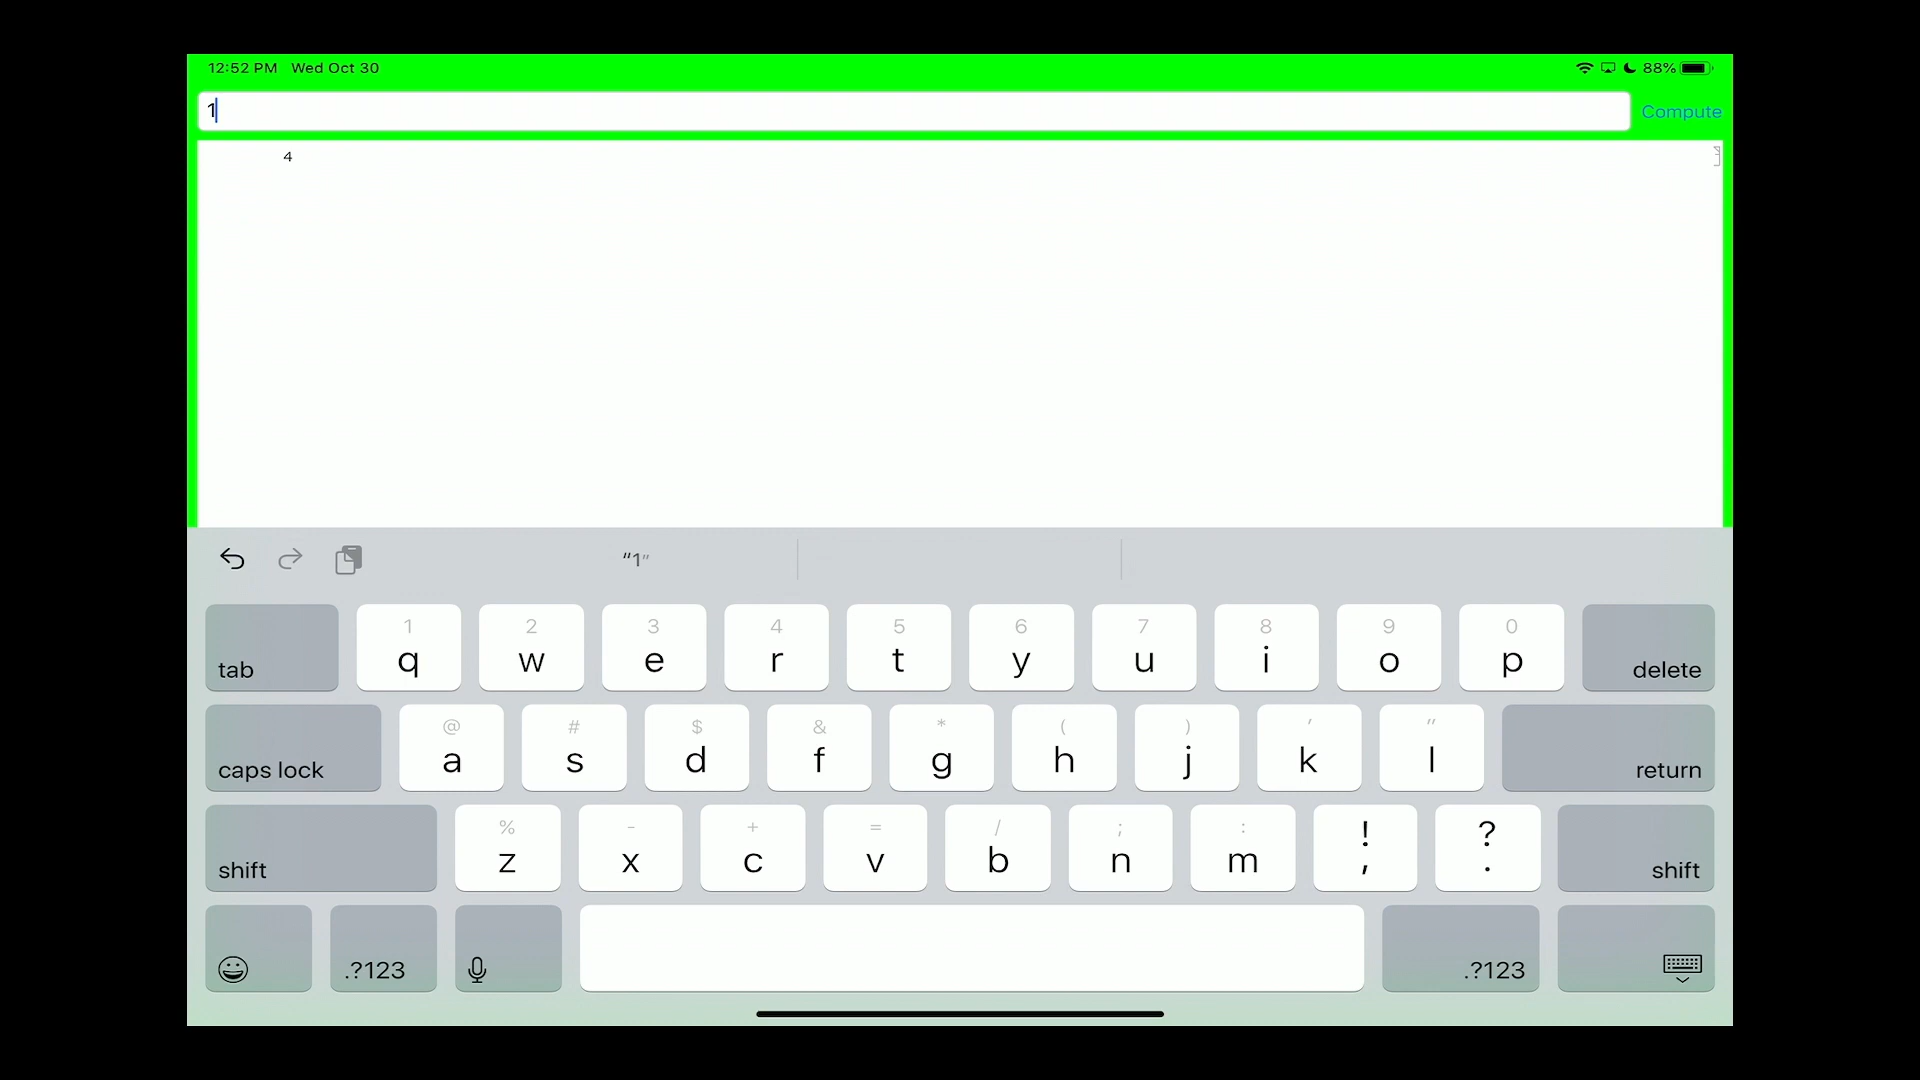 12:52 PM Wed Oct 30 88%
1 Compute
4
“1”
1 2 3 4 5 6 7 8 9 0
tab q w e r t y u i o p delete
@ # $ & * ( ) ' "
caps lock a s d f g h j k l return
% - + = / ; : ! ?
shift z x c v b n m , . shift
.?123 .?123